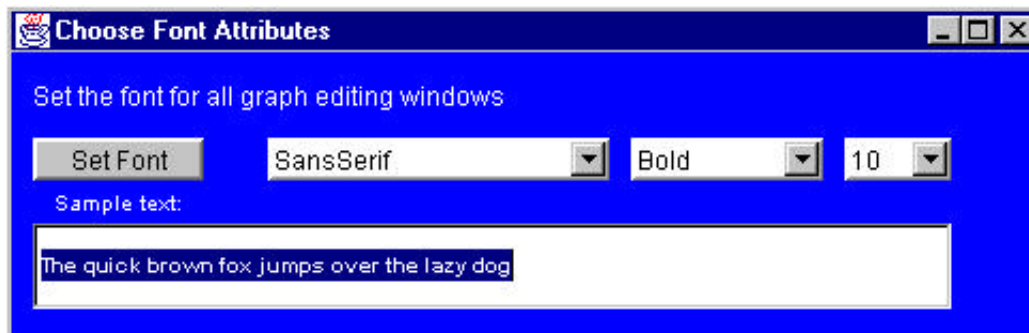 Choose Font Attributes
Set the font for all graph editing windows
Set Font SansSerif Bold 10
Sample text:
The quick brown fox jumps over the lazy dog